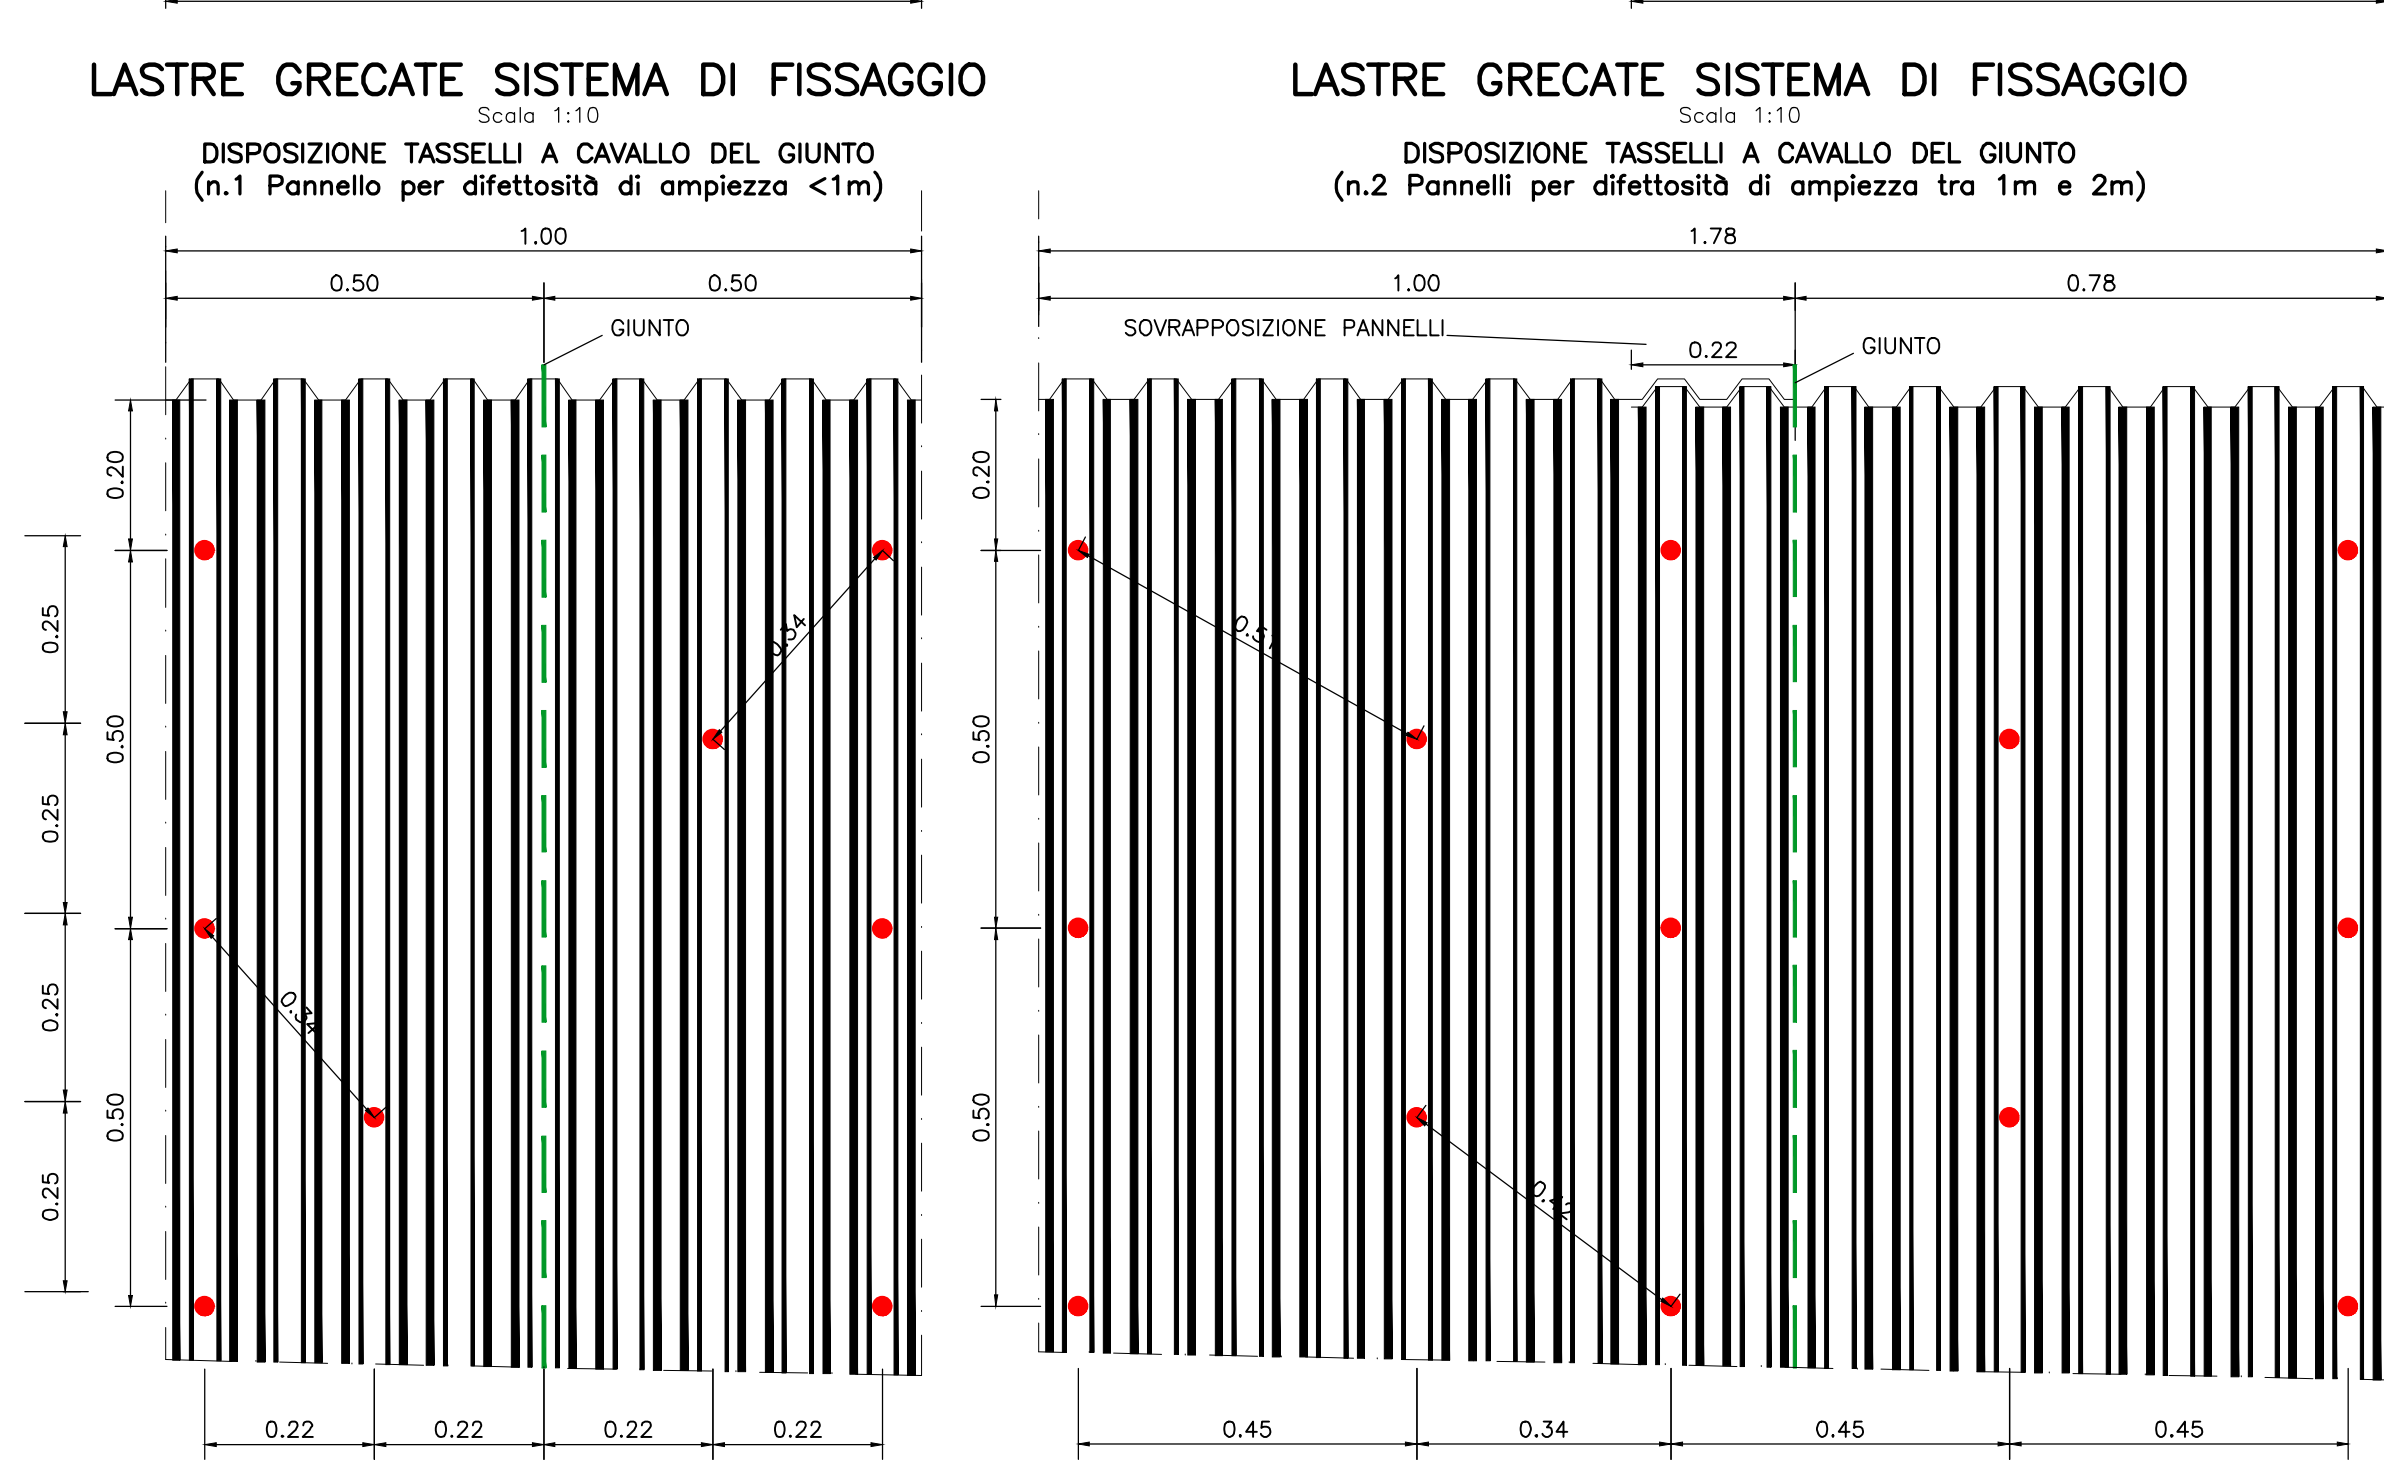 LASTRE GRECATE SISTEMA DI FISSAGGIO
Scala 1:10
DISPOSIZIONE TASSELLI A CAVALLO DEL GIUNTO
(n.1 Pannello per difettosità di ampiezza <1m)
1.00
0.50 0.50
GIUNTO
0.20
0.50
0.50
0.25
0.25
0.25
0.25
0.34
0.34
0.22 0.22 0.22 0.22
LASTRE GRECATE SISTEMA DI FISSAGGIO
Scala 1:10
DISPOSIZIONE TASSELLI A CAVALLO DEL GIUNTO
(n.2 Pannelli per difettosità di ampiezza tra 1m e 2m)
1.78
1.00 0.78
SOVRAPPOSIZIONE PANNELLI
GIUNTO
0.22
0.20
0.50
0.50
0.51
0.42
0.45 0.34 0.45 0.45